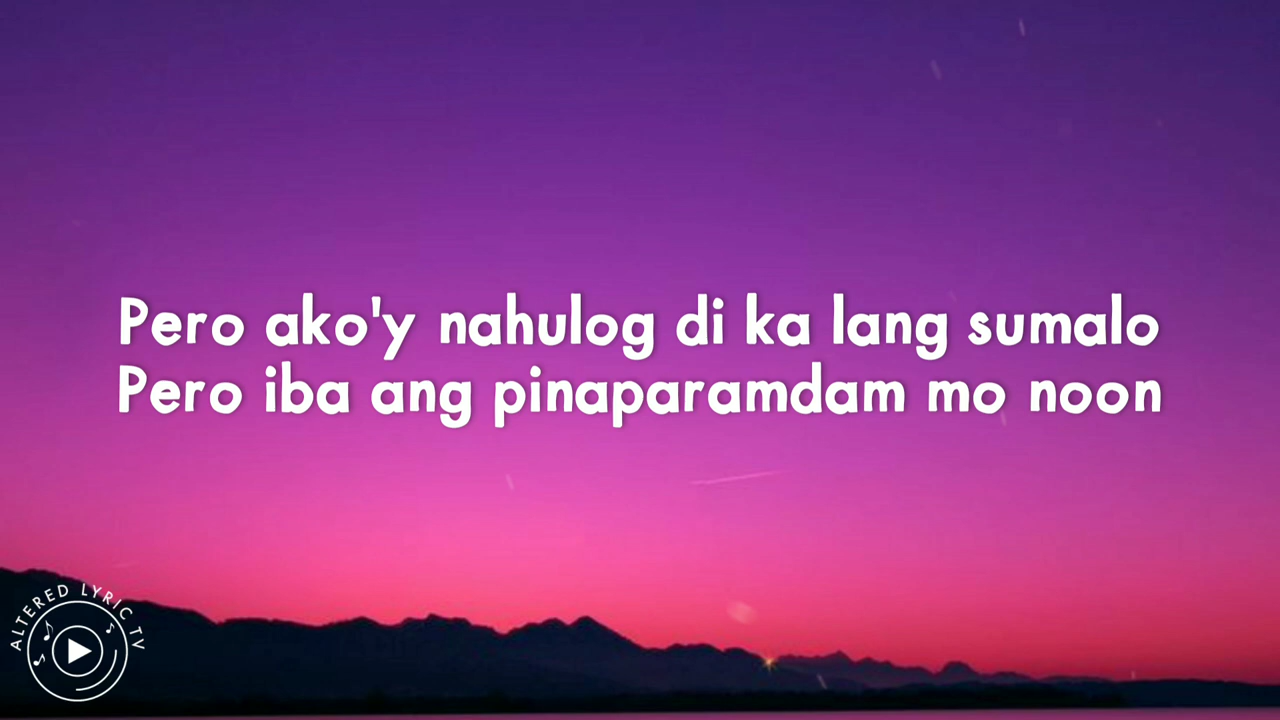 Pero ako'y nahulog di ka lang sumalo
Pero iba ang pinaparamdam mo noon
ALTERED LYRIC TV